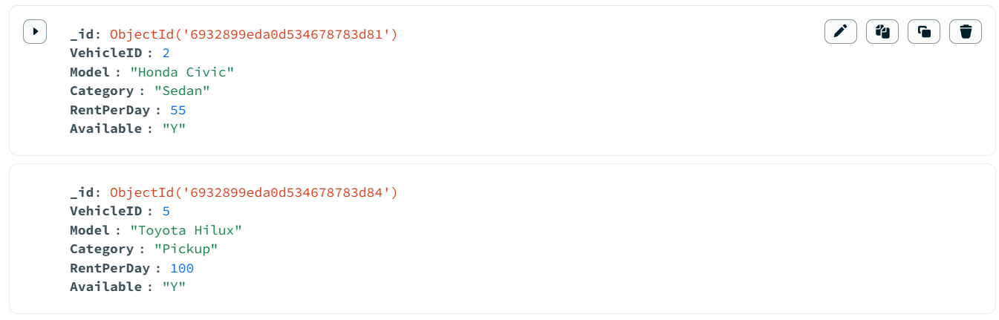 _id: ObjectId('6932899eda0d534678783d81')
VehicleID : 2
Model : "Honda Civic"
Category : "Sedan"
RentPerDay : 55
Available : "Y"
_id: ObjectId('6932899eda0d534678783d84')
VehicleID : 5
Model : "Toyota Hilux"
Category : "Pickup"
RentPerDay : 100
Available : "Y"